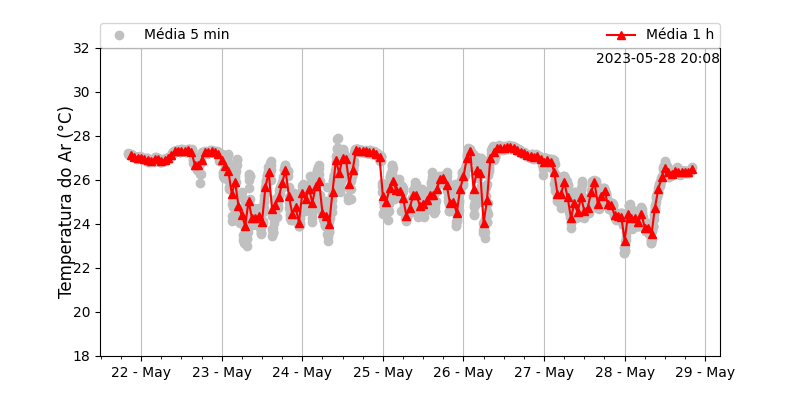 Média 5 min
Média 1 h
2023-05-28 20:08
Temperatura do Ar (°C)
32
30
28
26
24
22
20
18
22 - May
23 - May
24 - May
25 - May
26 - May
27 - May
28 - May
29 - May